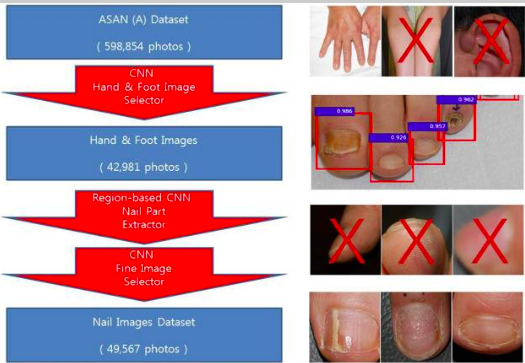 ASAN (A) Dataset
( 598,854 photos )
CNN
Hand & Foot Image
Selector
Hand & Foot Images
( 42,981 photos )
0.986
0.926
0.957
0.962
Region-based CNN
Nail Part
Extractor
CNN
Fine Image
Selector
Nail Images Dataset
( 49,567 photos )